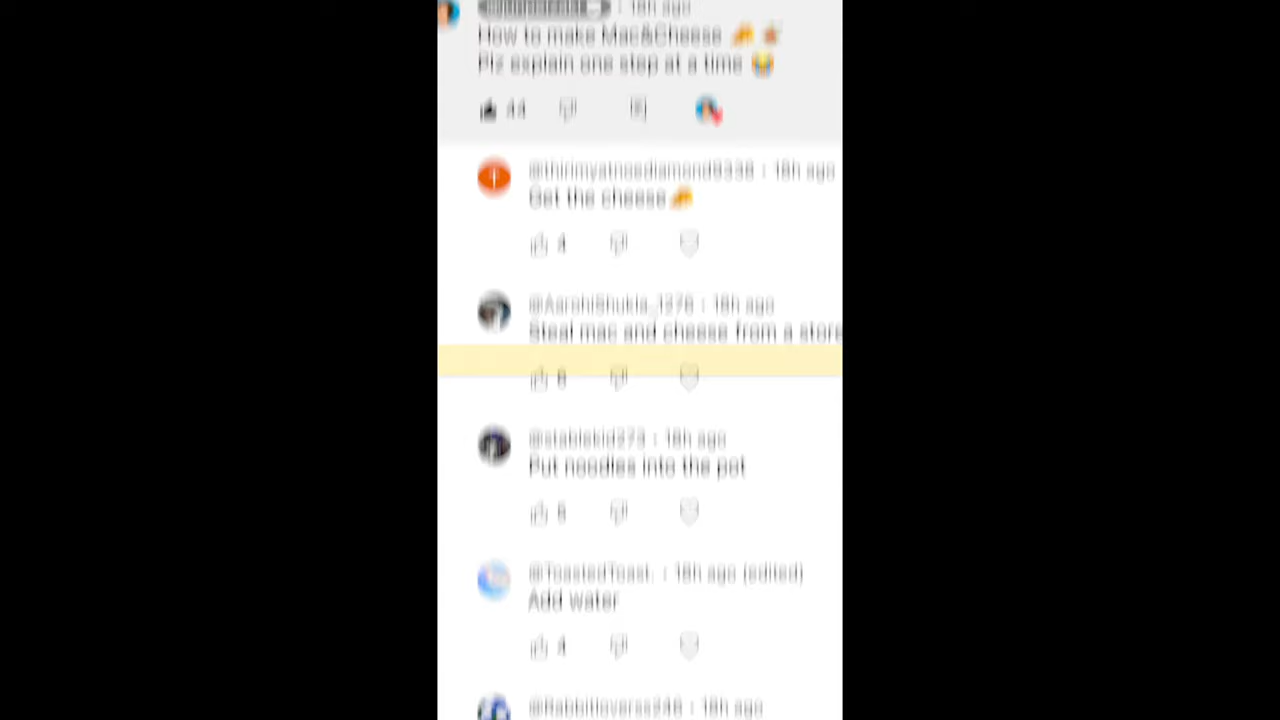 18h ago
How to make Mac&Cheese 🧀
Plz explain one step at a time 😭
44
18h ago
Get the cheese🧀
4
18h ago
Steal mac and cheese from a store
18h ago
Put noodles into the pot
@ToastedToast. : 18h ago (edited)
Add water
4
18h ago